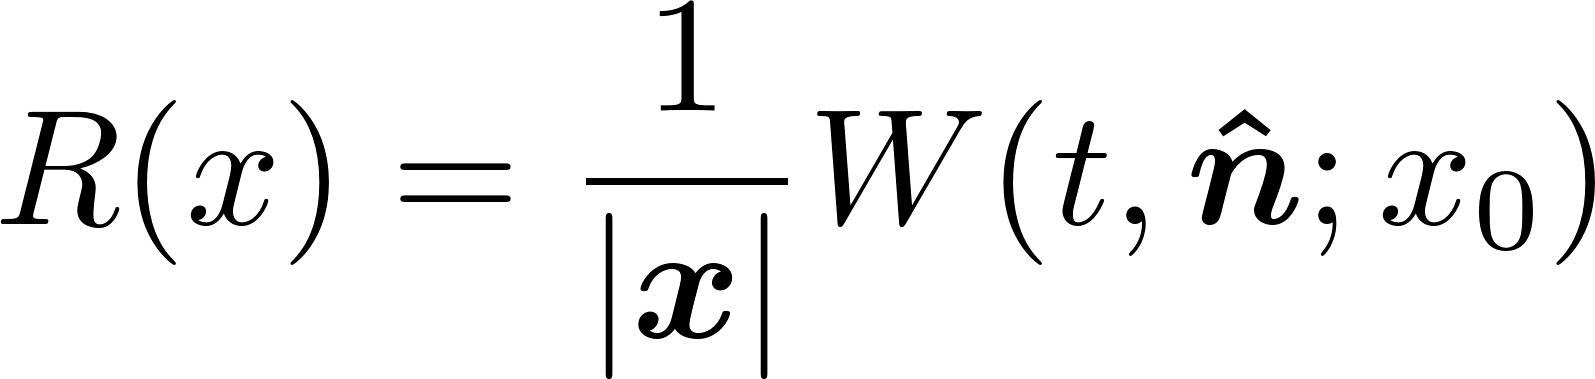 $R(x) = \frac{1}{|\boldsymbol{x}|} W(t, \hat{\boldsymbol{n}}; x_0)$